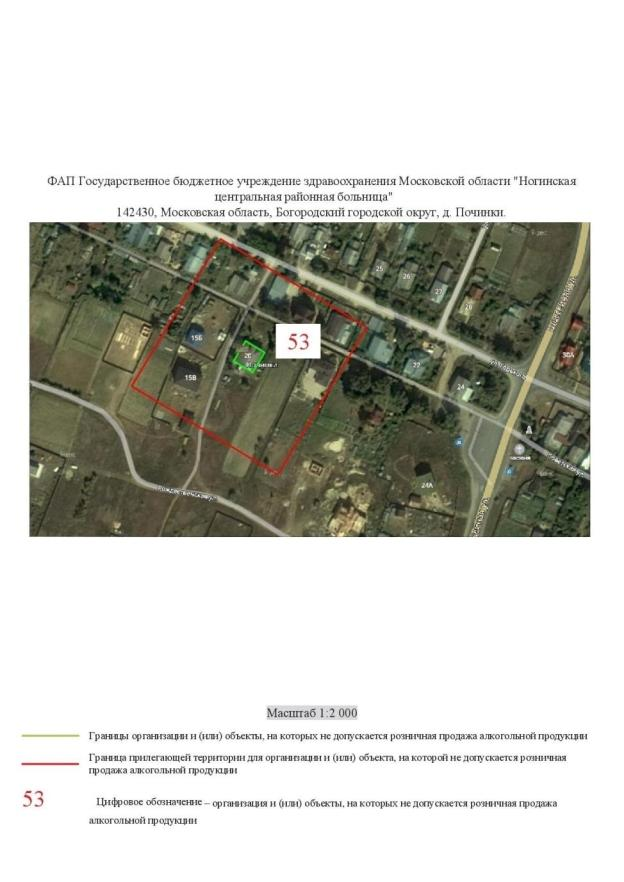 ФАП Государственное бюджетное учреждение здравоохранения Московской области "Ногинская
центральная районная больница"
142430, Московская область, Богородский городской округ, д. Починки.
25
26
27
28
53
15Б
20
15В
22
24
30А
часовня
24А
Масштаб 1:2 000
Границы организации и (или) объекты, на которых не допускается розничная продажа алкогольной продукции
Граница прилегающей территории для организации и (или) объекта, на которой не допускается розничная
продажа алкогольной продукции
53
Цифровое обозначение – организация и (или) объекты, на которых не допускается розничная продажа
алкогольной продукции